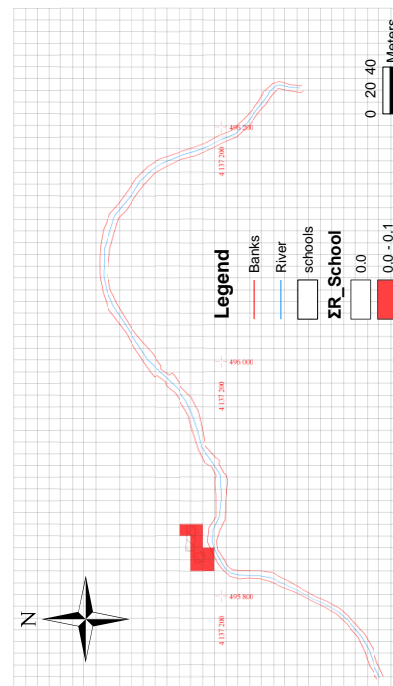 N
496 200
4 137 200
496 000
4 137 200
495 800
4 137 200
Legend
Banks
River
schools
ΣR_School
0.0
0.0 - 0.1
0 20 40
Meters